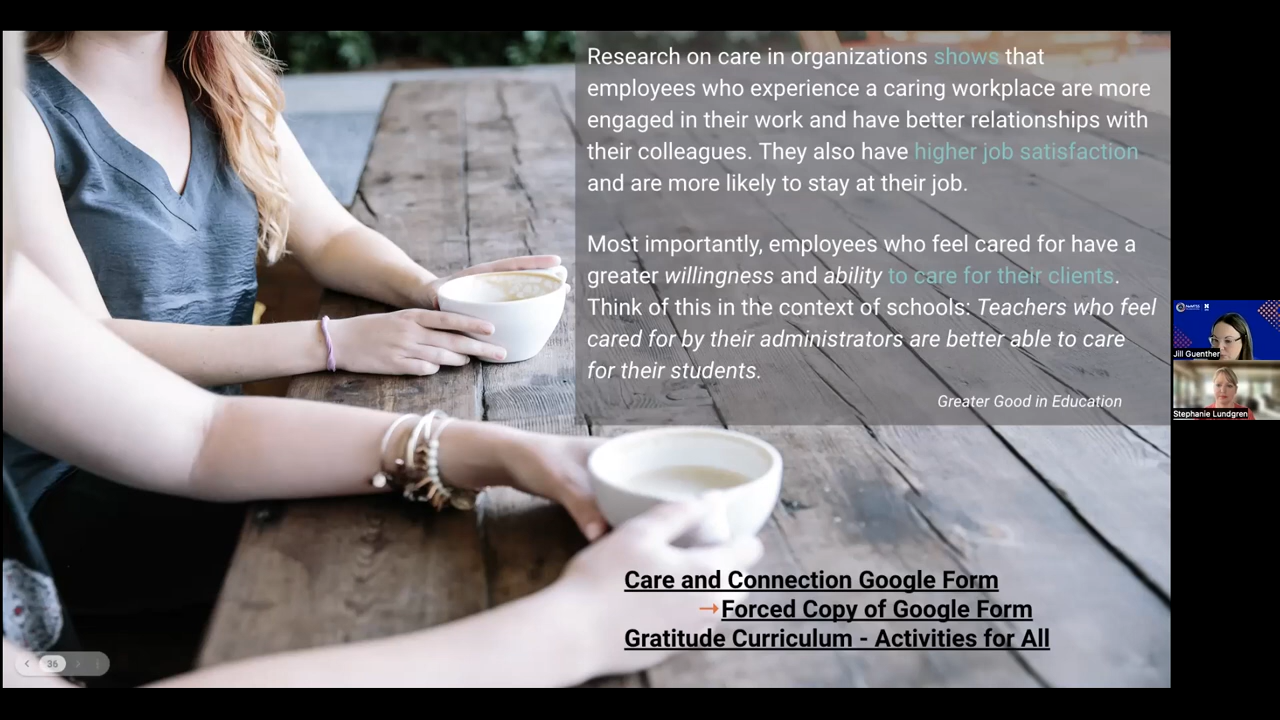 Research on care in organizations shows that
employees who experience a caring workplace are more
engaged in their work and have better relationships with
their colleagues. They also have higher job satisfaction
and are more likely to stay at their job.
Most importantly, employees who feel cared for have a
greater willingness and ability to care for their clients.
Think of this in the context of schools: Teachers who feel
cared for by their administrators are better able to care
for their students.
Greater Good in Education
Jill Guenther
Stephanie Lundgren
Care and Connection Google Form
→Forced Copy of Google Form
Gratitude Curriculum - Activities for All
36